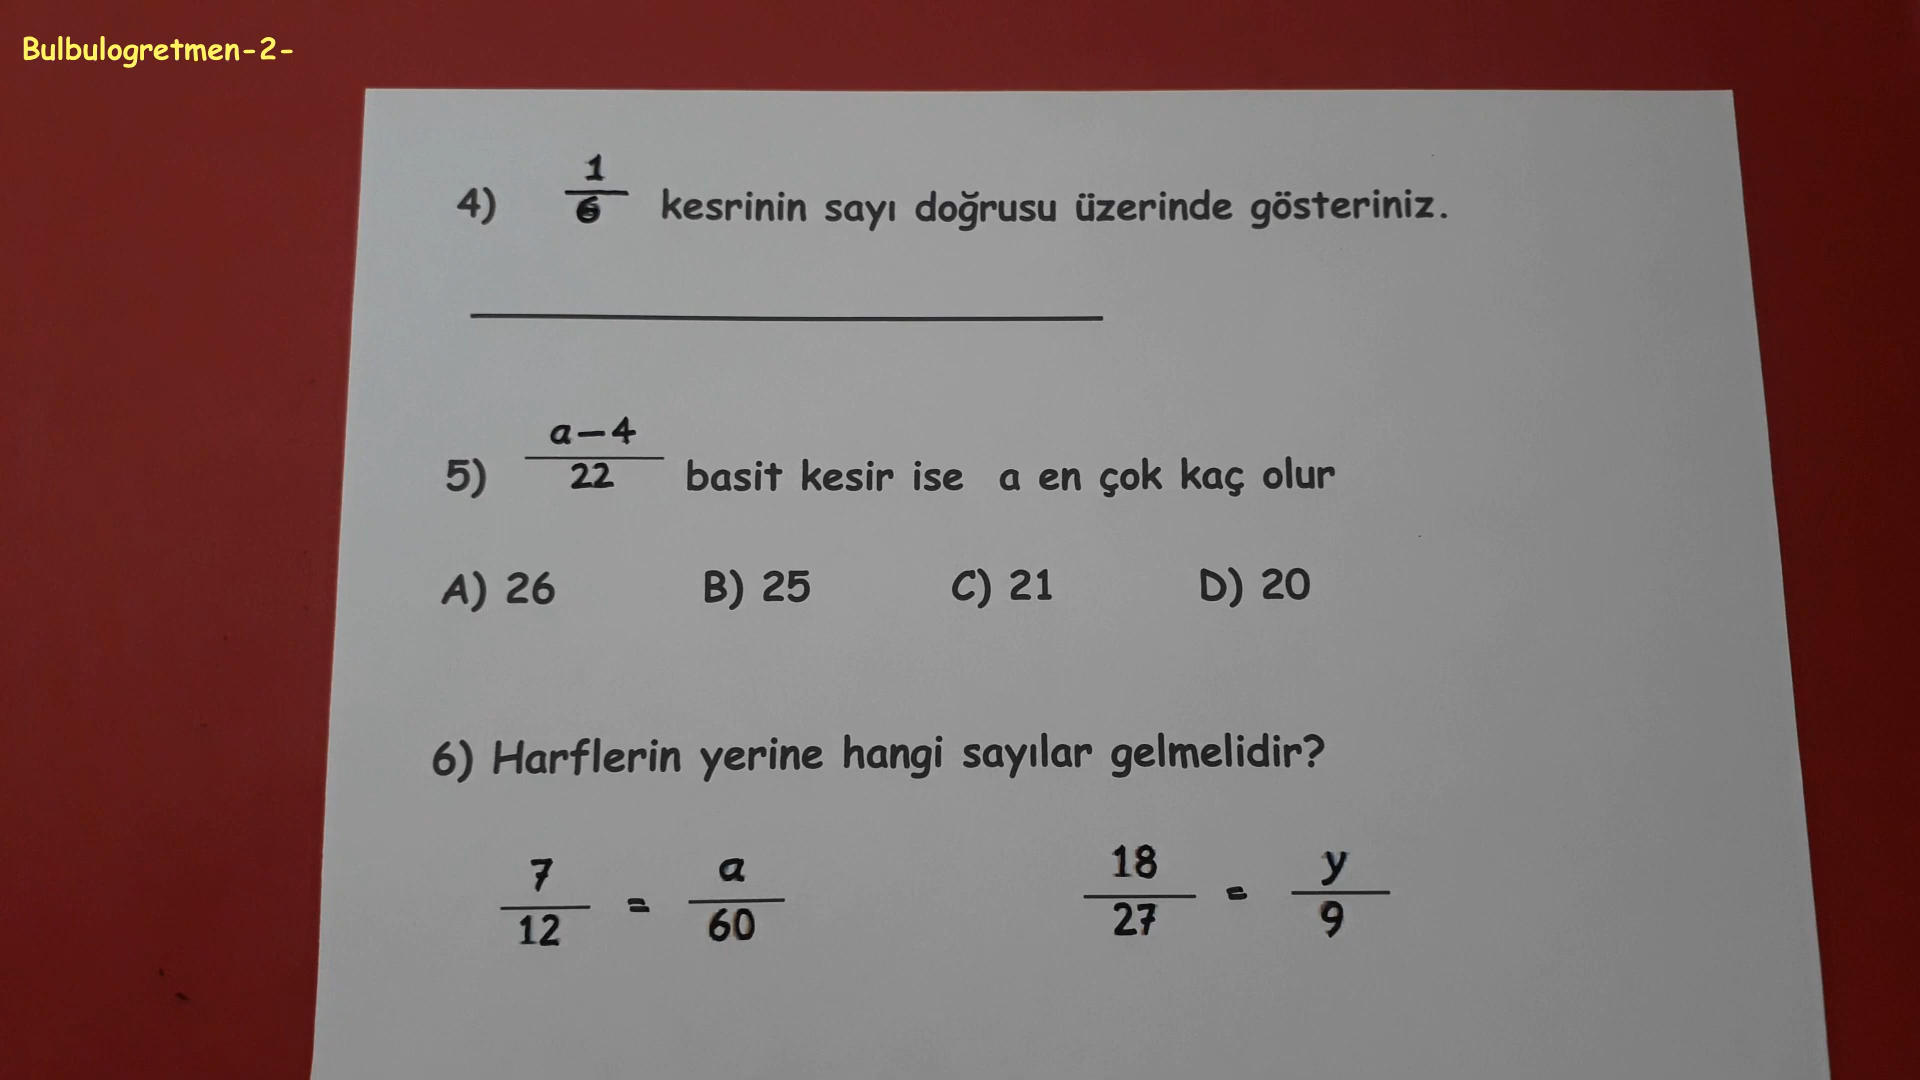 Bulbulogretmen-2-
4) 1/6 kesrinin sayı doğrusu üzerinde gösteriniz.
5) a-4/22 basit kesir ise a en çok kaç olur
A) 26 B) 25 C) 21 D) 20
6) Harflerin yerine hangi sayılar gelmelidir?
7/12 = a/60 18/27 = y/9